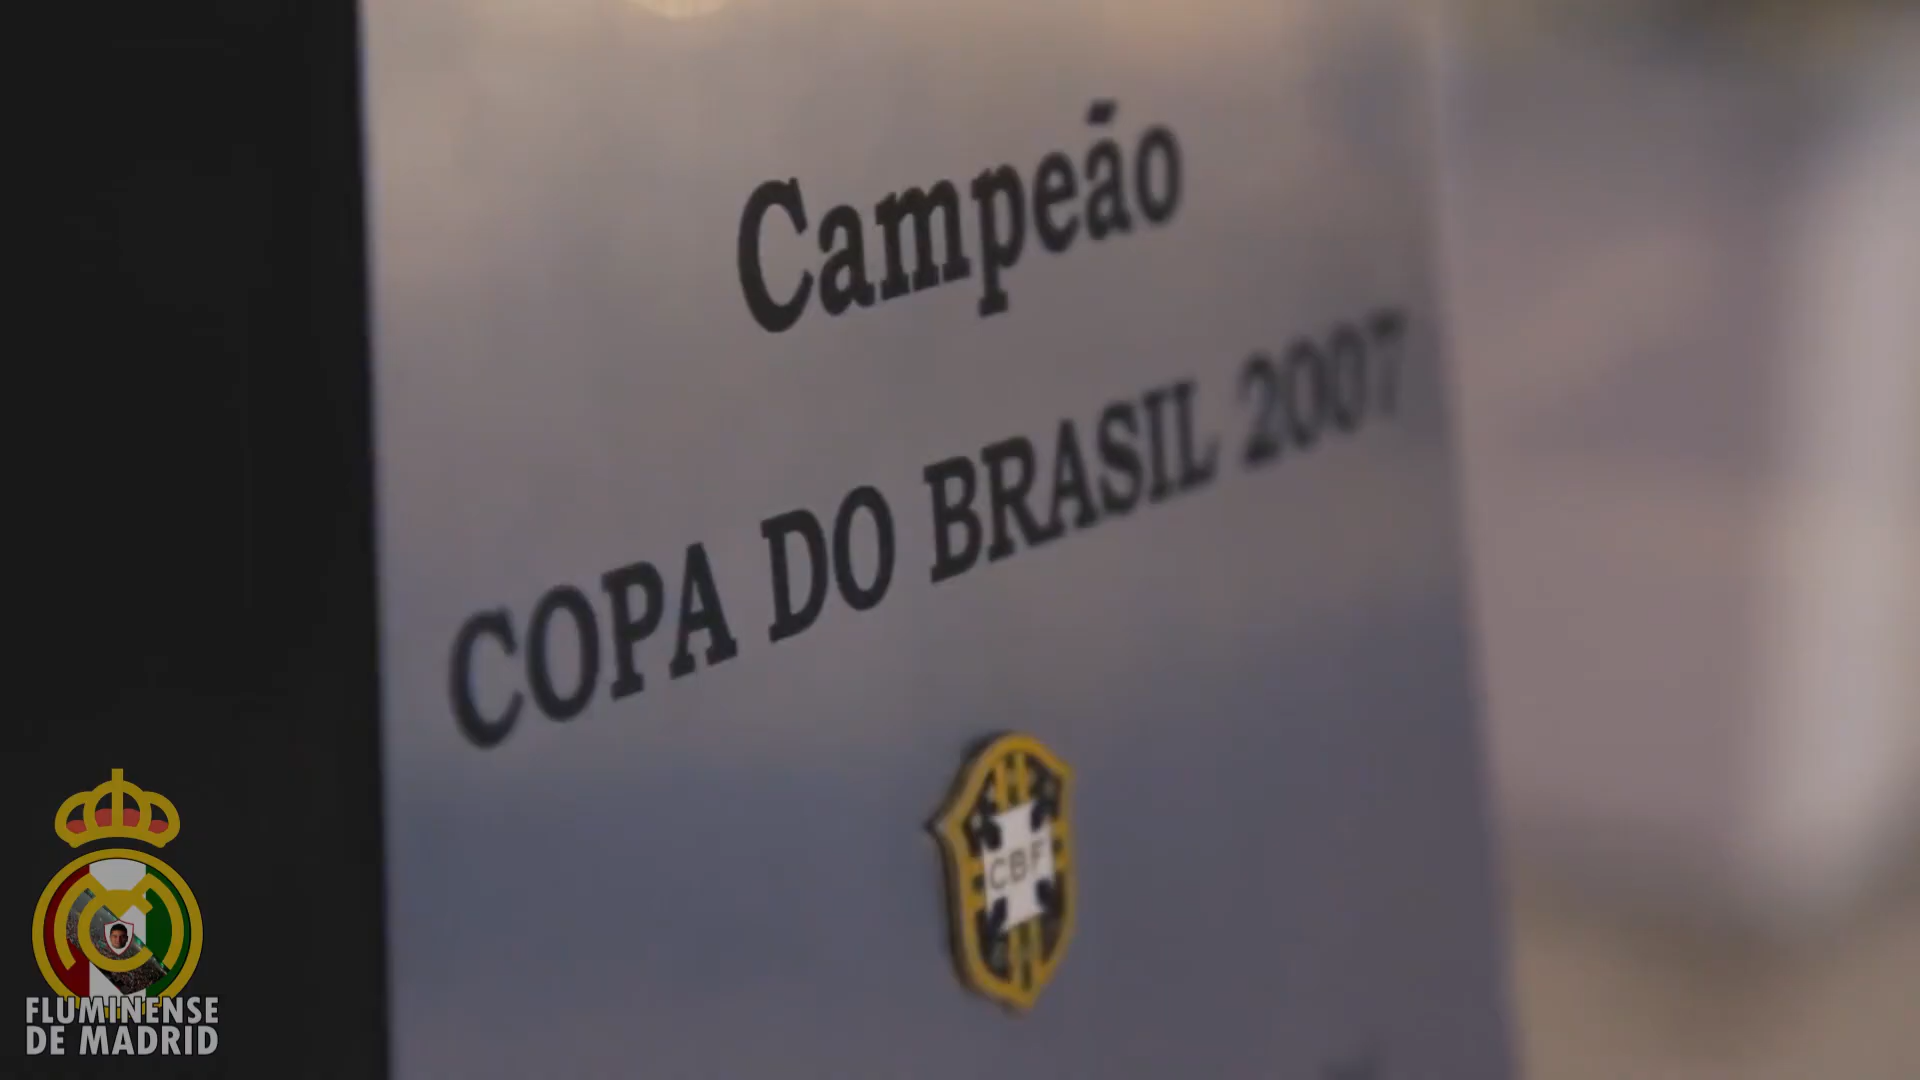 Campeão
COPA DO BRASIL 2007
CBF
FLUMINENSE
DE MADRID